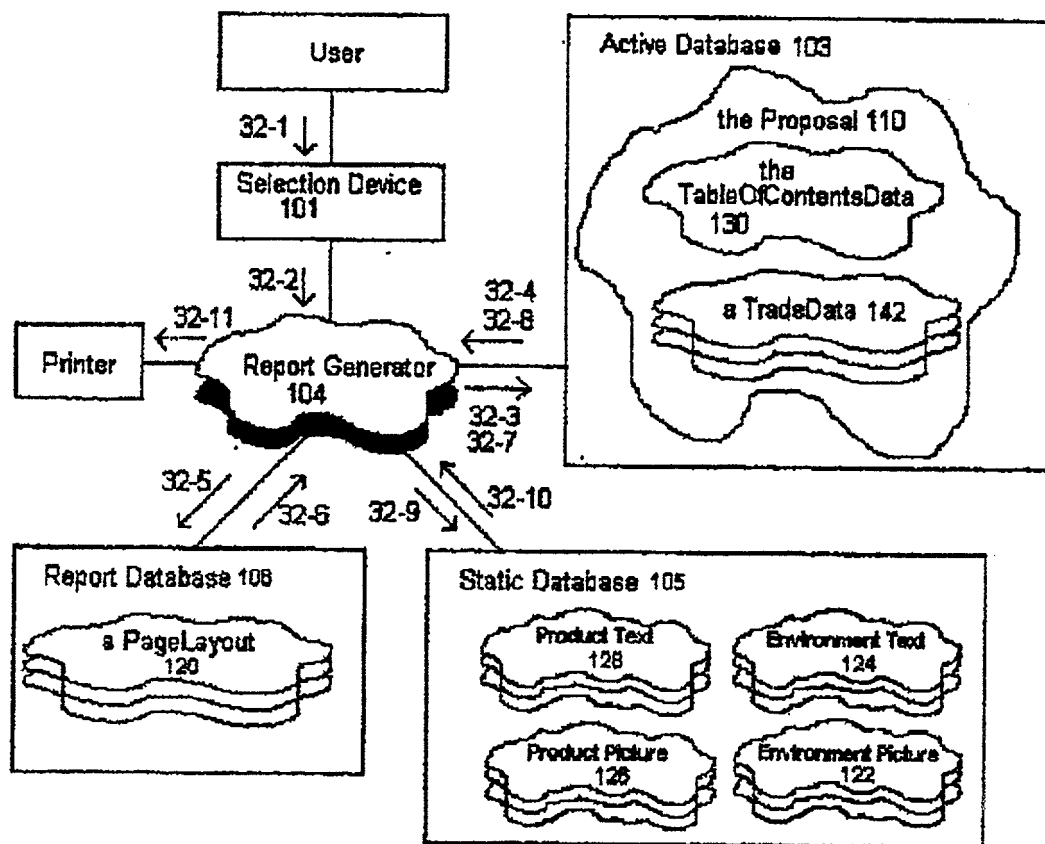 User
32-1
Selection Device
101
32-2
32-11
Printer
Report Generator
104
32-4
32-8
32-3
32-7
Active Database 103
the Proposal 110
the
TableOfContentsData
130
a TradeData 142
32-5
32-6
32-9
32-10
Report Database 106
a PageLayout
120
Static Database 105
Product Text
128
Environment Text
124
Product Picture
126
Environment Picture
122